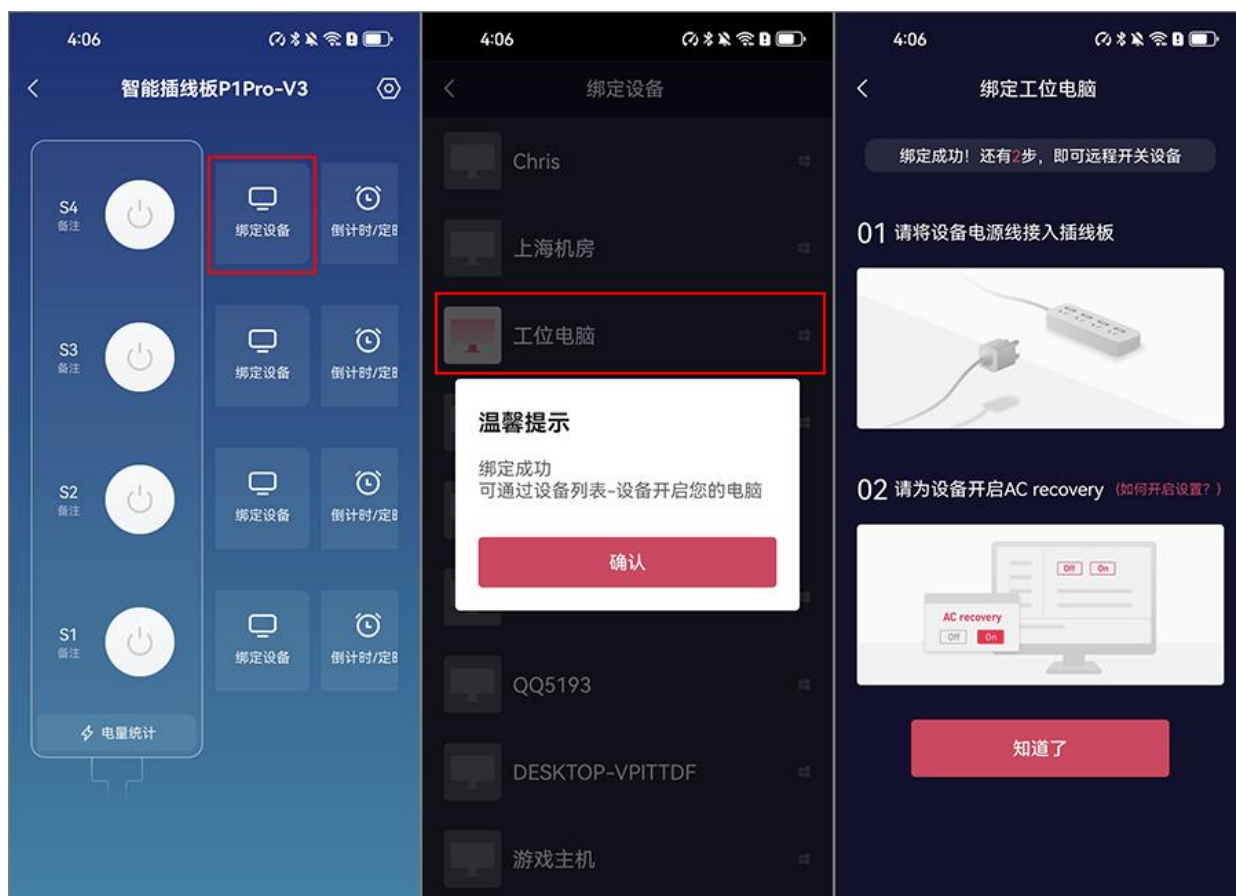 4:06
智能插线板P1Pro-V3
S4
备注
绑定设备
倒计时/定时
S3
备注
绑定设备
倒计时/定时
S2
备注
绑定设备
倒计时/定时
S1
备注
绑定设备
倒计时/定时
电量统计
4:06
绑定设备
Chris
上海机房
工位电脑
温馨提示
绑定成功
可通过设备列表-设备开启您的电脑
确认
QQ5193
DESKTOP-VPITTDF
游戏主机
4:06
绑定工位电脑
绑定成功！还有2步，即可远程开关设备
01 请将设备电源线接入插线板
02 请为设备开启AC recovery（如何开启设置？）
Off On
AC recovery
Off On
知道了